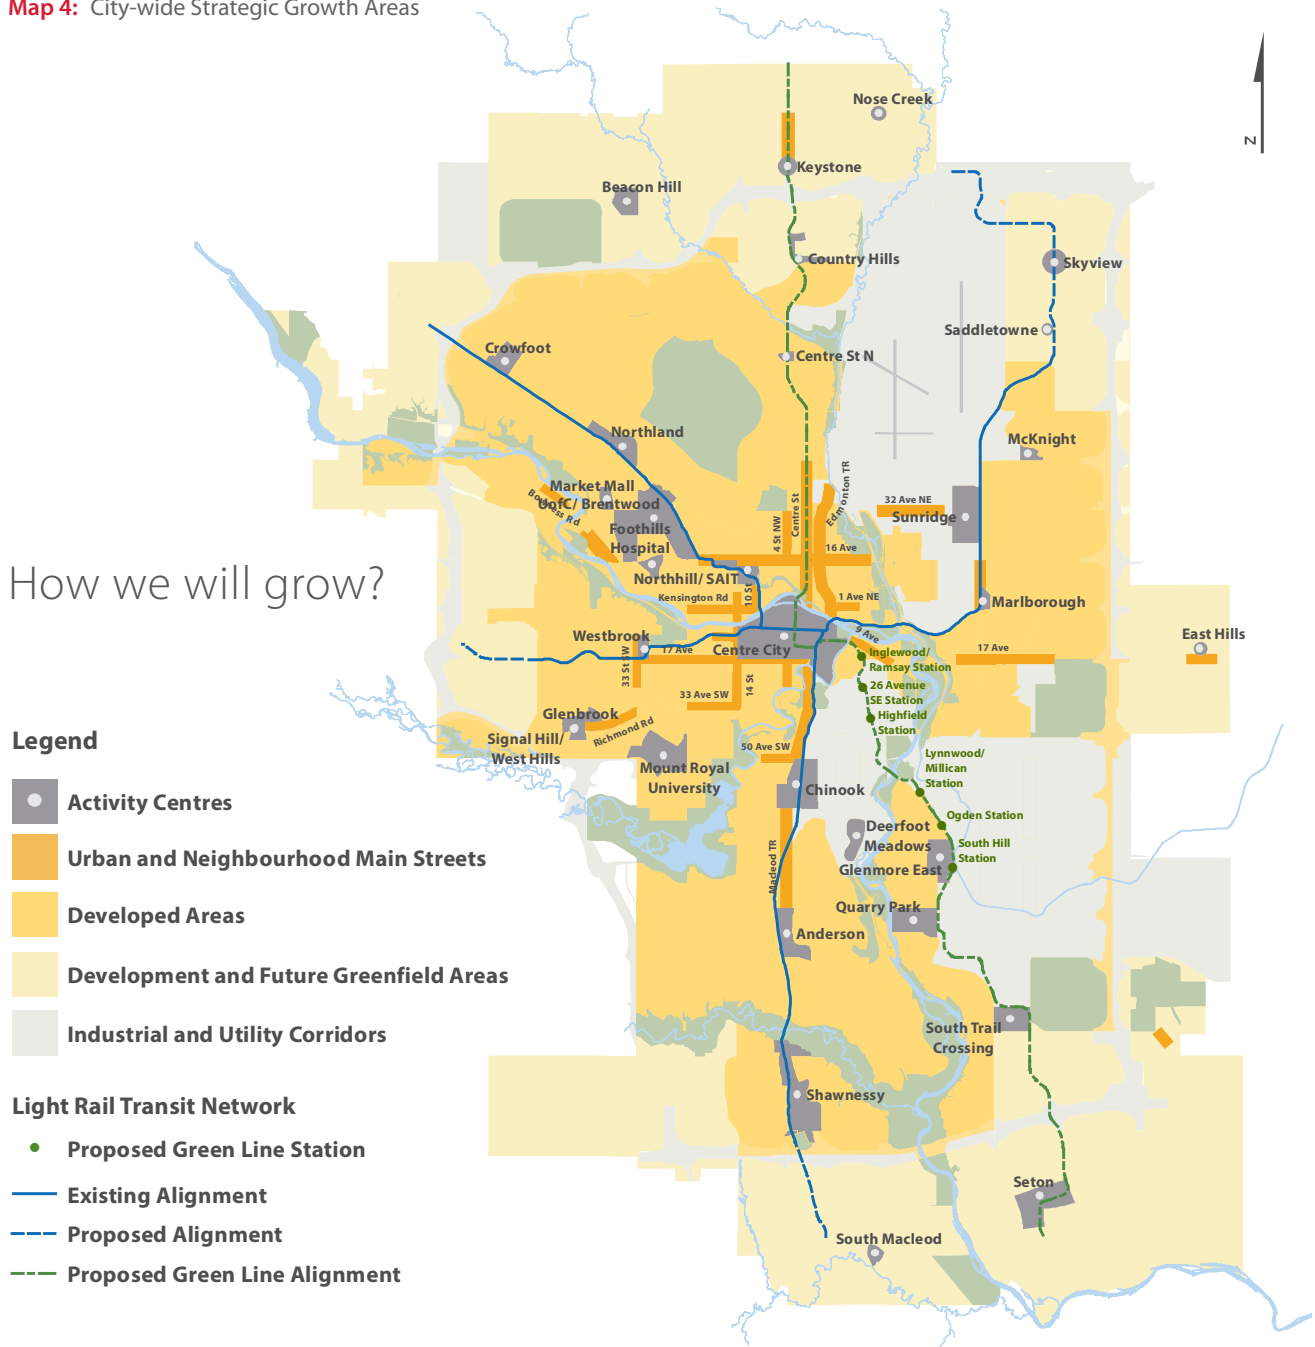 Map 4: City-wide Strategic Growth Areas
Nose Creek
N
Keystone
Beacon Hill
Country Hills
Skyview
Saddletowne
Crowfoot
Centre St N
Northland
McKnight
Market Mall
Bowness Rd
UofC/ Brentwood
Foothills
Hospital
4 St NW
Centre St
Edmonton TR
32 Ave NE
Sunridge
16 Ave
Northhill/ SAIT
Kensington Rd
10 St
1 Ave NE
Marlborough
How we will grow?
Westbrook
33 St SW
17 Ave
Centre City
9 Ave
17 Ave
East Hills
Inglewood/
Ramsay Station
26 Avenue
SE Station
Highfield
Station
33 Ave SW
14 St
Glenbrook
Richmond Rd
Signal Hill/
West Hills
50 Ave SW
Mount Royal
University
Chinook
Lynnwood/
Millican
Station
Ogden Station
South Hill
Station
Deerfoot
Meadows
Glenmore East
Macleod TR
Quarry Park
Anderson
South Trail
Crossing
Shawnessy
Seton
South Macleod
Legend
Activity Centres
Urban and Neighbourhood Main Streets
Developed Areas
Development and Future Greenfield Areas
Industrial and Utility Corridors
Light Rail Transit Network
Proposed Green Line Station
Existing Alignment
Proposed Alignment
Proposed Green Line Alignment